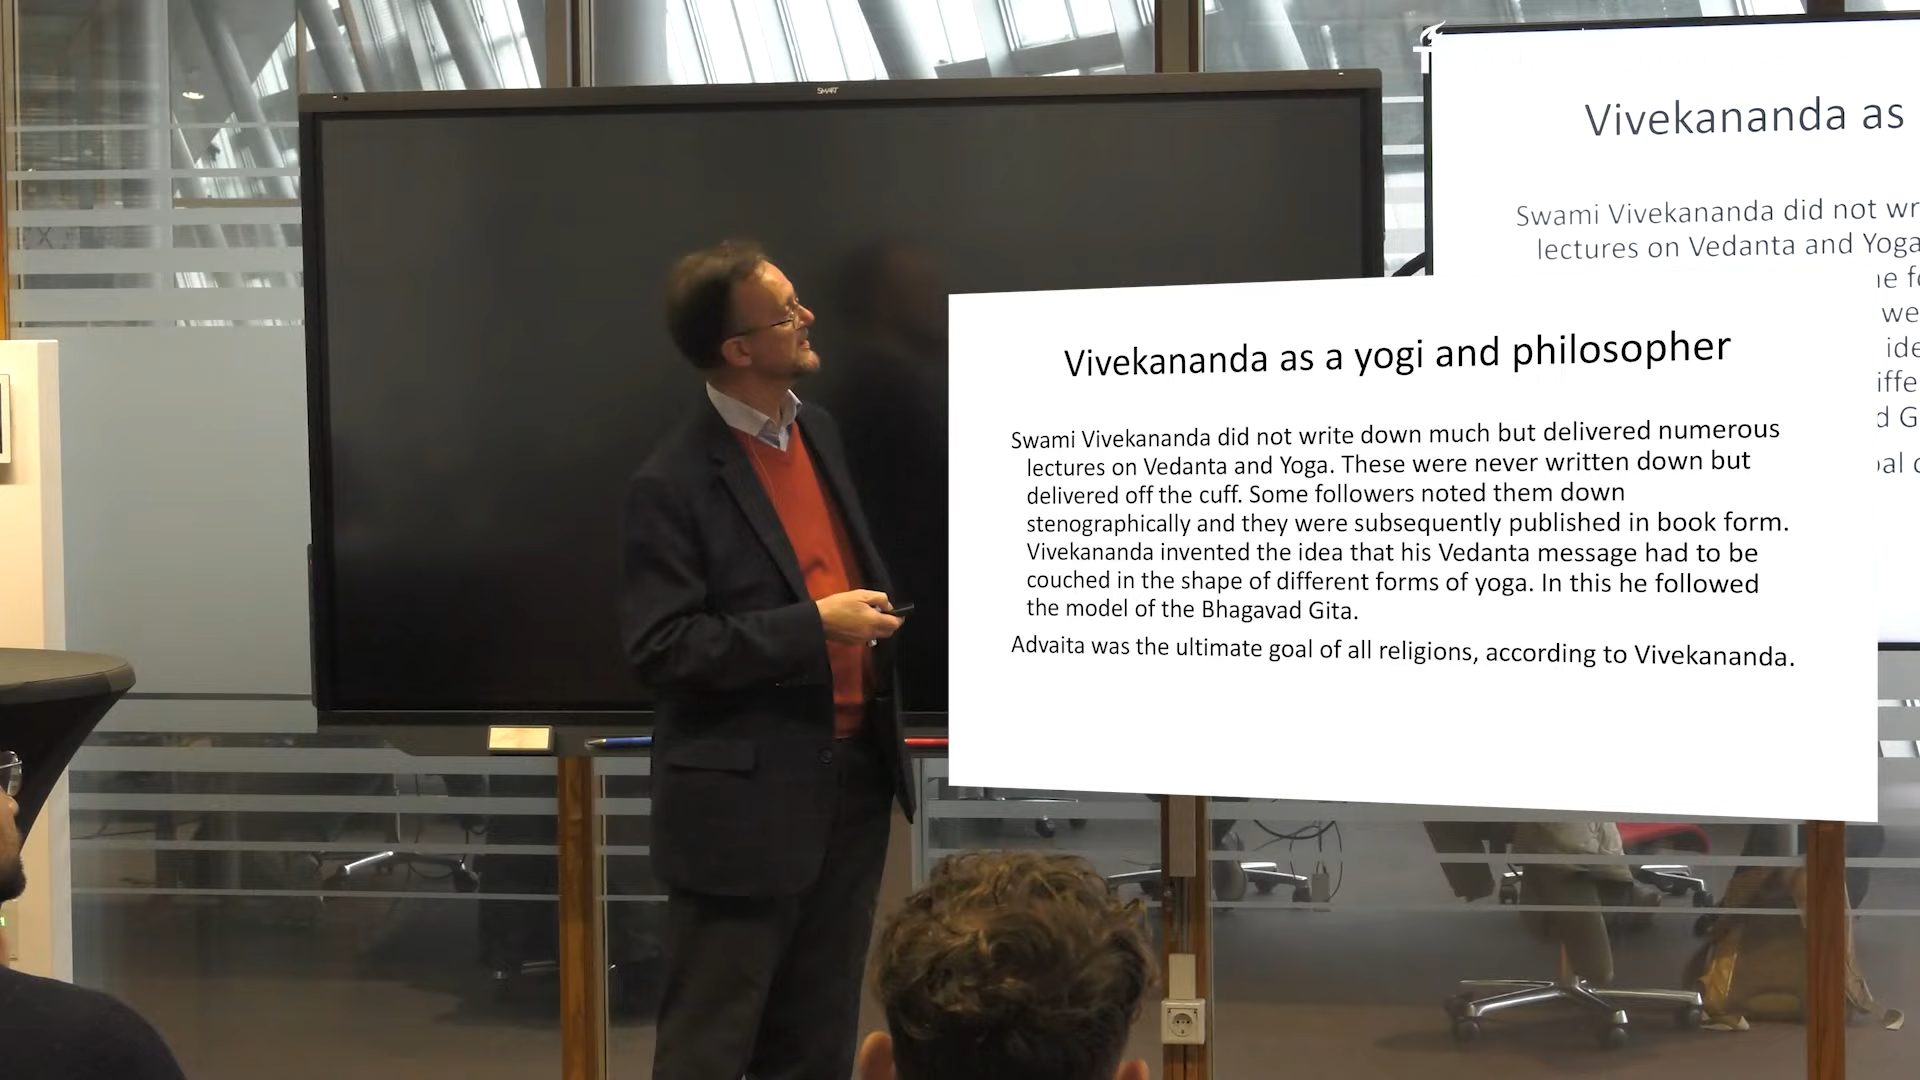 SMART
Vivekananda as
Swami Vivekananda did not
lectures on Vedanta and Yoga
we
d G
Vivekananda as a yogi and philosopher
Swami Vivekananda did not write down much but delivered numerous
lectures on Vedanta and Yoga. These were never written down but
delivered off the cuff. Some followers noted them down
stenographically and they were subsequently published in book form.
Vivekananda invented the idea that his Vedanta message had to be
couched in the shape of different forms of yoga. In this he followed
the model of the Bhagavad Gita.
Advaita was the ultimate goal of all religions, according to Vivekananda.